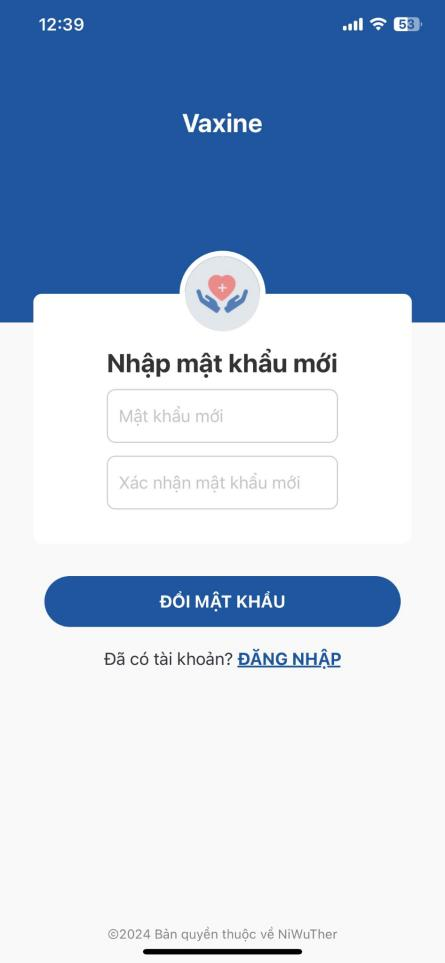 12:39
53
Vaxine
Nhập mật khẩu mới
Mật khẩu mới
Xác nhận mật khẩu mới
ĐỔI MẬT KHẨU
Đã có tài khoản? ĐĂNG NHẬP
©2024 Bản quyền thuộc về NiWuTher